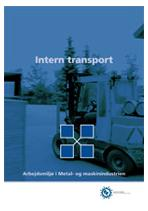 Intern transport
Arbejdsmiljø i Metal- og maskinindustrien